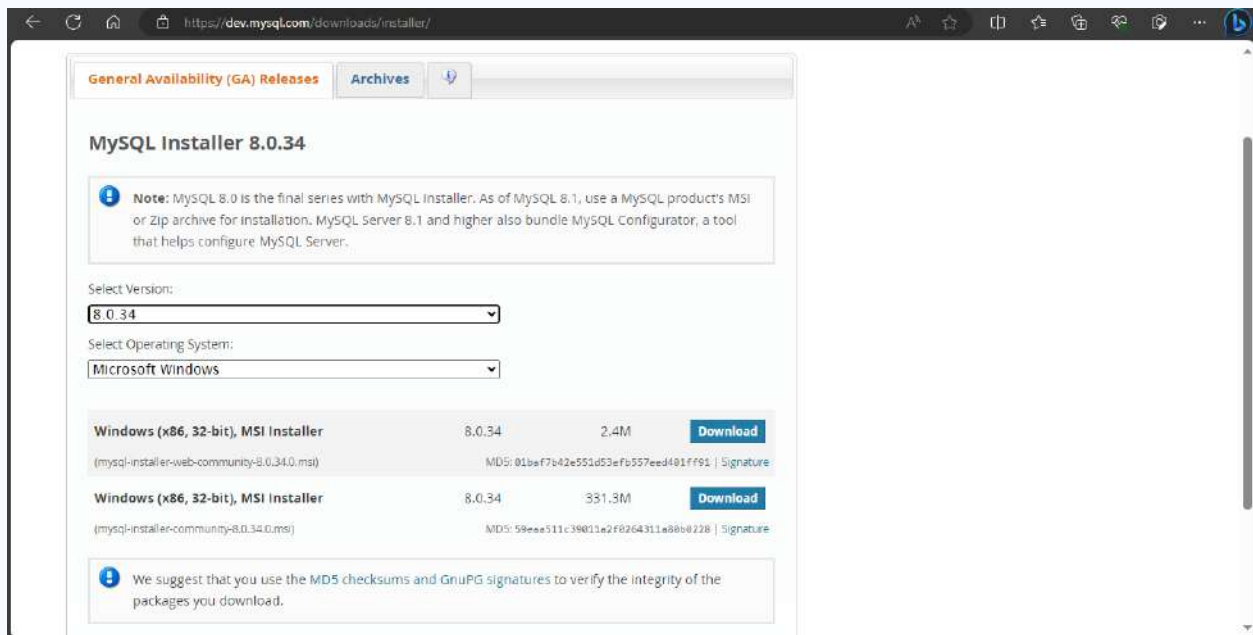 https://dev.mysql.com/downloads/installer/
General Availability (GA) Releases
Archives
MySQL Installer 8.0.34
Note: MySQL 8.0 is the final series with MySQL Installer. As of MySQL 8.1, use a MySQL product's MSI
or Zip archive for installation. MySQL Server 8.1 and higher also bundle MySQL Configurator, a tool
that helps configure MySQL Server.
Select Version:
8.0.34
Select Operating System:
Microsoft Windows
Windows (x86, 32-bit), MSI Installer 8.0.34 2.4M Download
(mysql-installer-web-community-8.0.34.0.msi) MD5: | Signature
Windows (x86, 32-bit), MSI Installer 8.0.34 331.3M Download
(mysql-installer-community-8.0.34.0.msi) MD5: | Signature
We suggest that you use the MD5 checksums and GnuPG signatures to verify the integrity of the
packages you download.